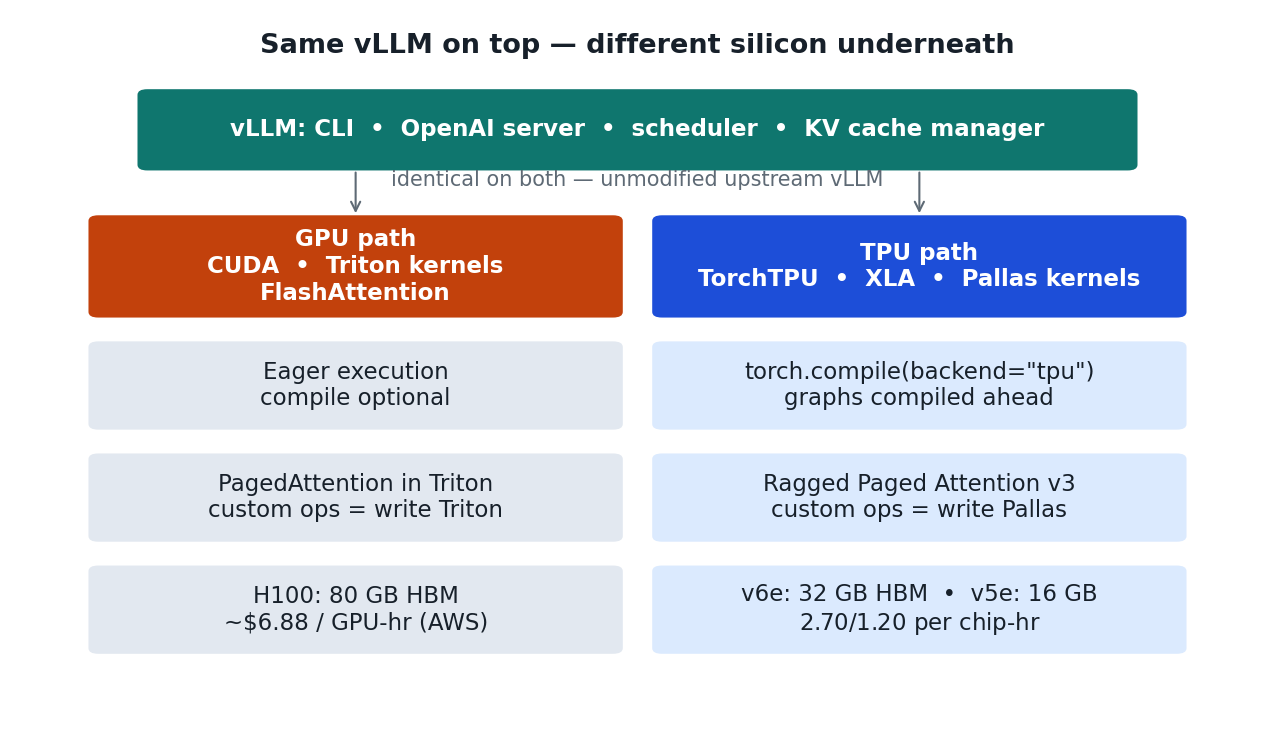 Same vLLM on top — different silicon underneath
vLLM: CLI • OpenAI server • scheduler • KV cache manager
identical on both — unmodified upstream vLLM
GPU path
CUDA • Triton kernels
FlashAttention
TPU path
TorchTPU • XLA • Pallas kernels
Eager execution
compile optional
torch.compile(backend="tpu")
graphs compiled ahead
PagedAttention in Triton
custom ops = write Triton
Ragged Paged Attention v3
custom ops = write Pallas
H100: 80 GB HBM
~$6.88 / GPU-hr (AWS)
v6e: 32 GB HBM • v5e: 16 GB
2.70/1.20 per chip-hr